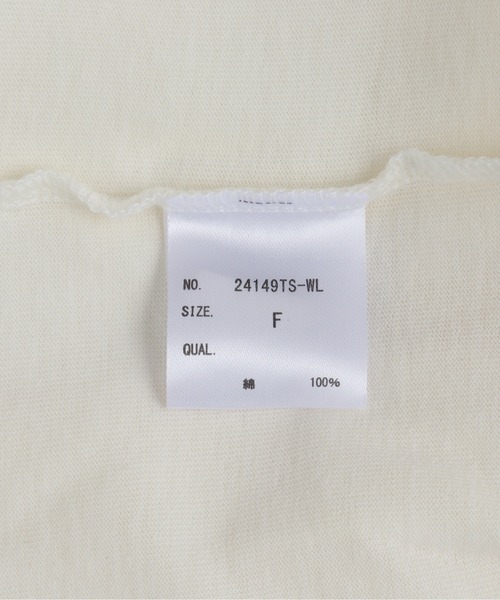 NO. 24149TS-WL
SIZE. F
QUAL.
綿 100%